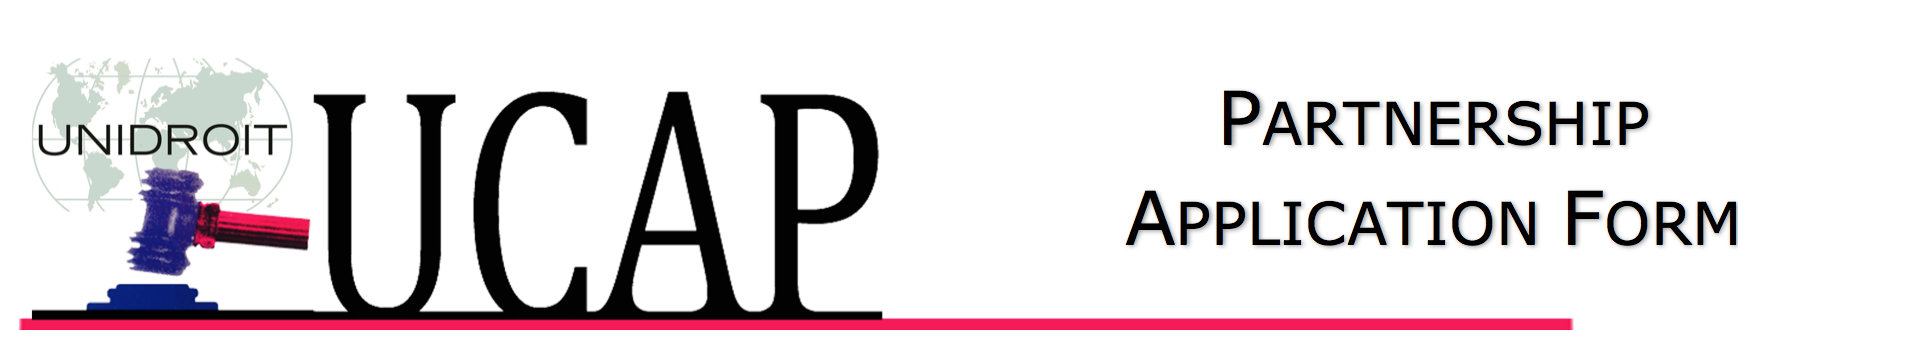 UNIDROIT
UCAP
PARTNERSHIP
APPLICATION FORM